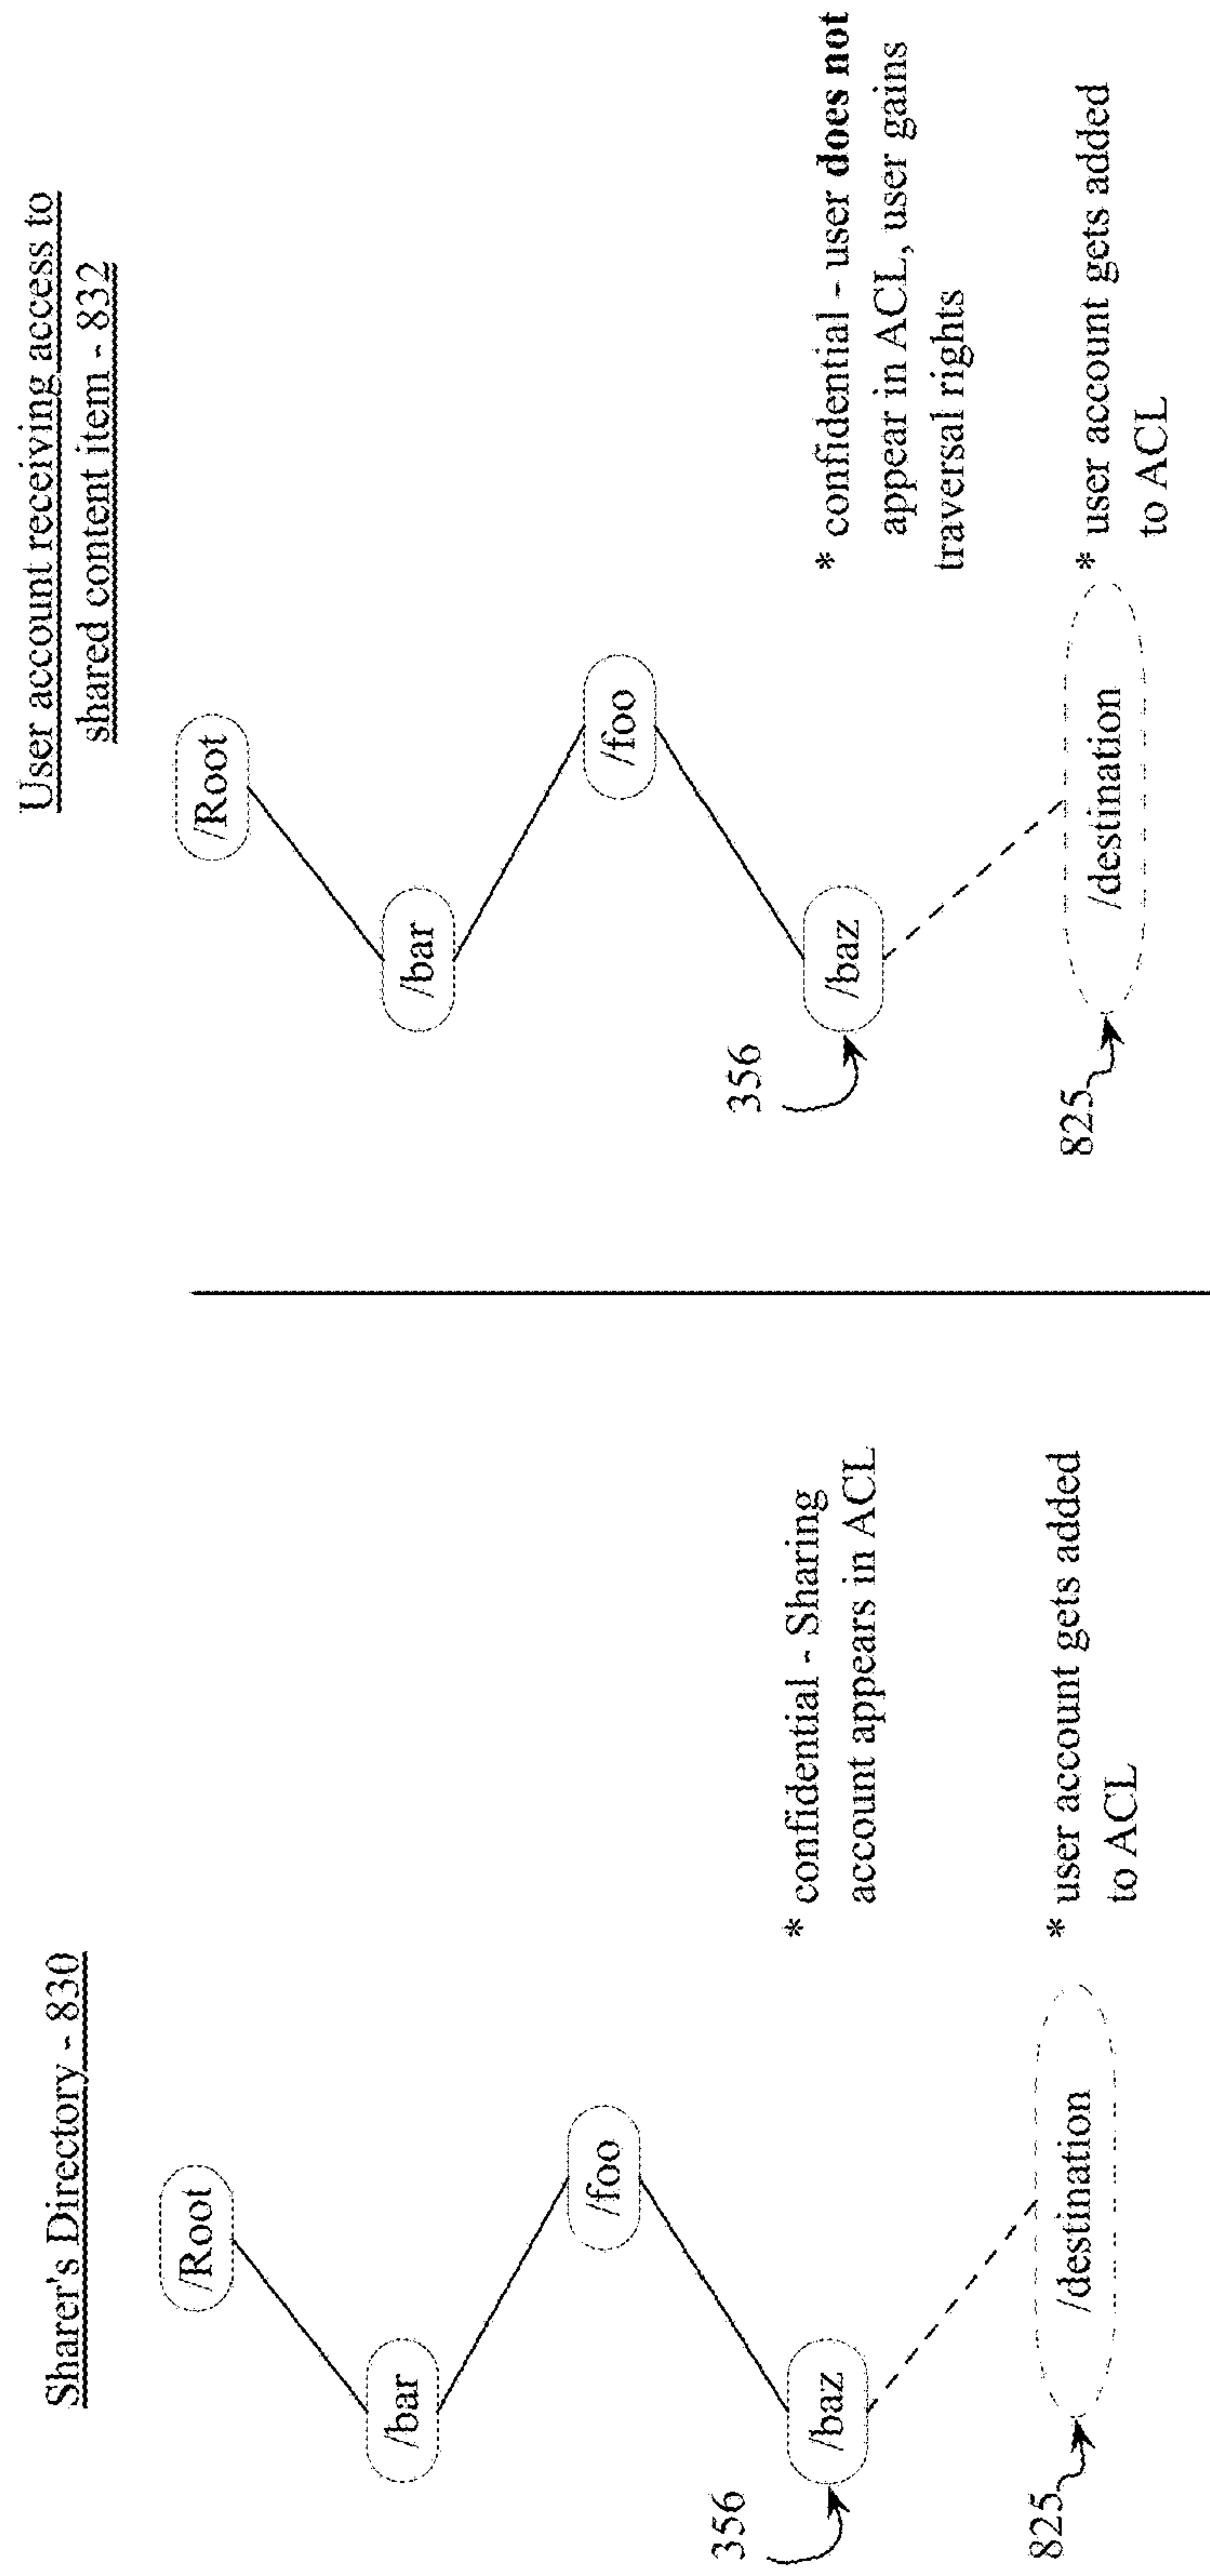 Sharer's Directory - 830
/Root
/bar
/foo
356
/baz
* confidential - Sharing
account appears in ACL
825
/destination
* user account gets added
to ACL
User account receiving access to
shared content item - 832
/Root
/bar
/foo
356
/baz
* confidential - user does not
appear in ACL, user gains
traversal rights
825
/destination
* user account gets added
to ACL